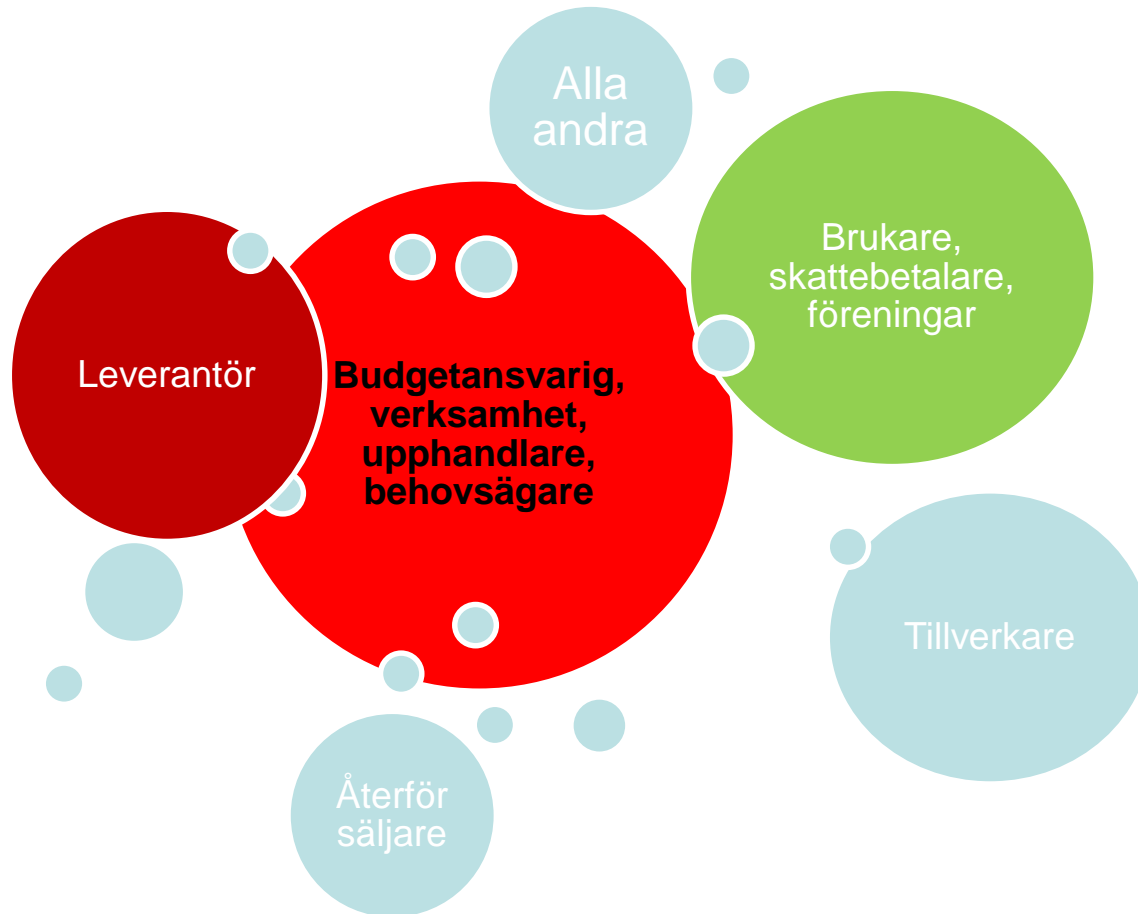 Alla
andra
Brukare,
skattebetalare,
föreningar
Leverantör
Budgetansvarig,
verksamhet,
upphandlare,
behovsägare
Tillverkare
Återför
säljare